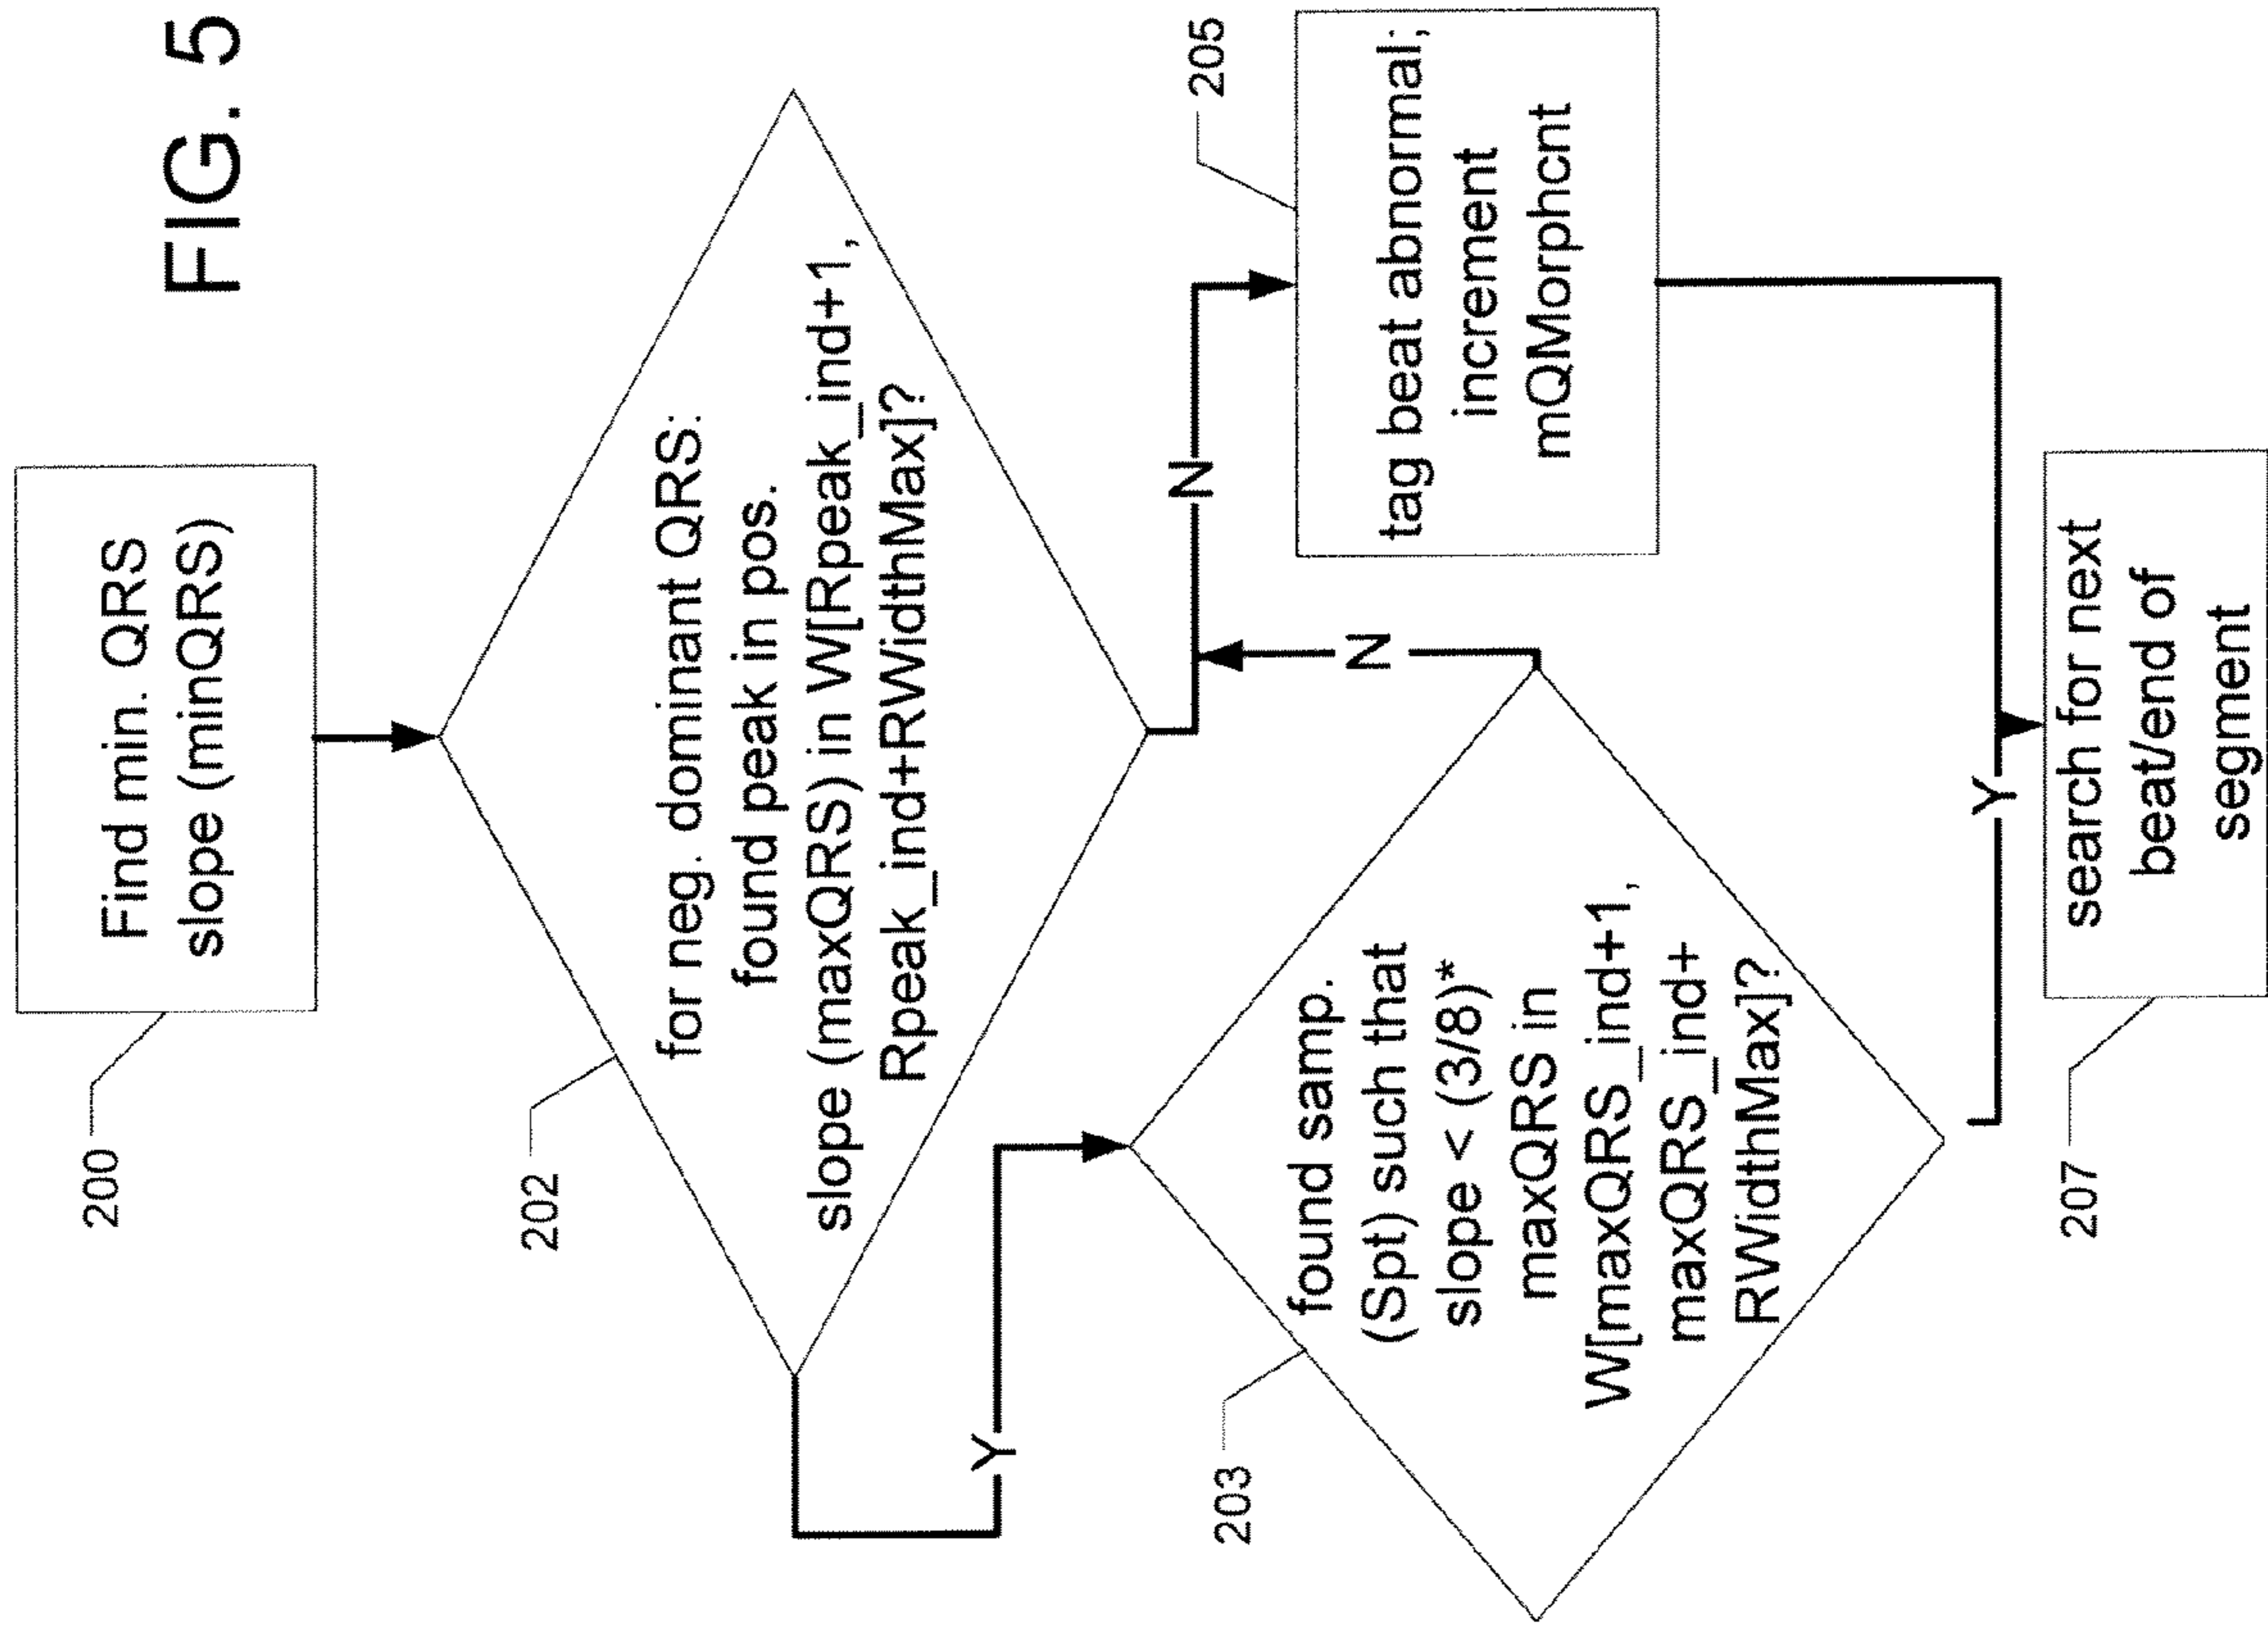 FIG. 5
200
Find min. QRS
slope (minQRS)
202
for neg. dominant QRS:
found peak in pos.
slope (maxQRS) in W[Rpeak_ind+1,
Rpeak_ind+RWidthMax]?
Y
N
203
found samp.
(Spt) such that
slope < (3/8)*
maxQRS in
W[maxQRS_ind+1,
maxQRS_ind+
RWidthMax]?
N
205
tag beat abnormal;
increment
mQMorphcnt
Y
207
search for next
beat/end of
segment